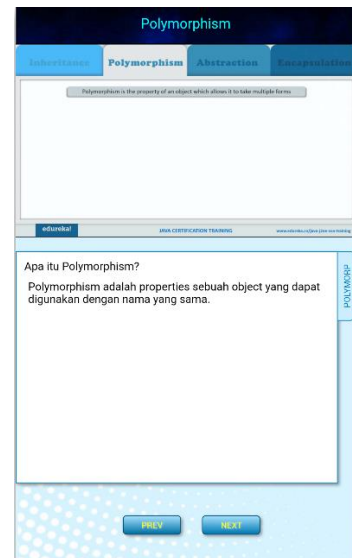 Polymorphism
Inheritance Polymorphism Abstraction Encapsulation
Polymorphism is the property of an object which allows it to take multiple forms
edureka! JAVA CERTIFICATION TRAINING
Apa itu Polymorphism?
Polymorphism adalah properties sebuah object yang dapat
digunakan dengan nama yang sama.
POLYMORP
PREV NEXT